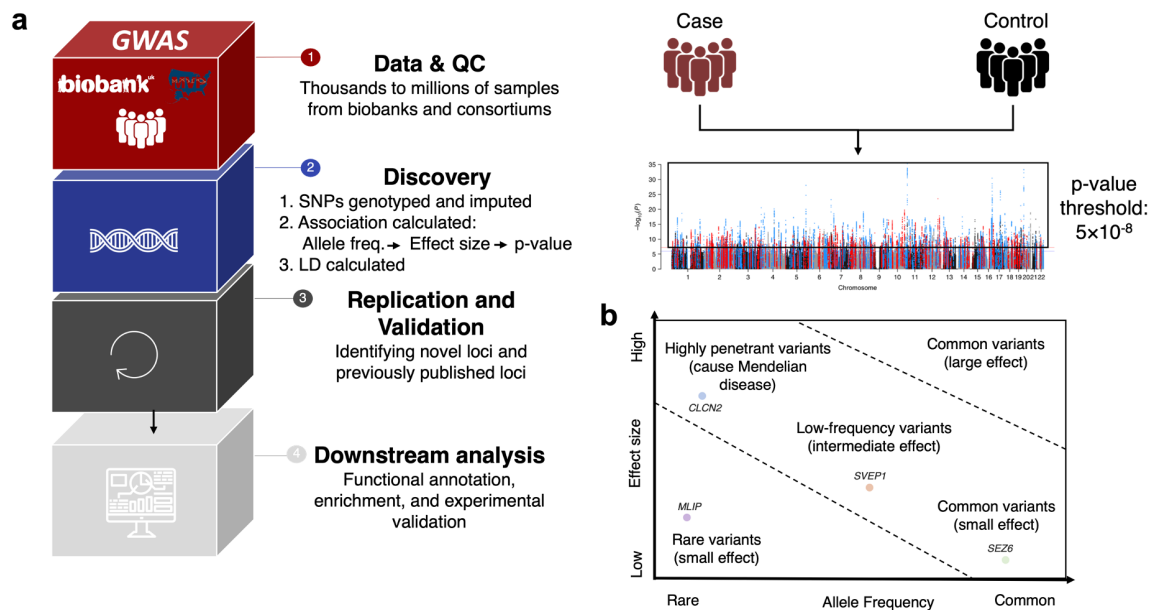 a
GWAS
biobank uk
1
Data & QC
Thousands to millions of samples
from biobanks and consortiums
2
Discovery
1. SNPs genotyped and imputed
2. Association calculated:
Allele freq. → Effect size → p-value
3. LD calculated
3
Replication and
Validation
Identifying novel loci and
previously published loci
4
Downstream analysis
Functional annotation,
enrichment, and experimental
validation
Case
Control
35
30
25
20
15
10
5
0
−log10(P)
1 2 3 4 5 6 7 8 9 10 11 12 13 14 15 16 17 18 19 20 21 22
Chromosome
p-value
threshold:
5×10-8
b
High
Effect size
Low
Highly penetrant variants
(cause Mendelian
disease)
CLCN2
Common variants
(large effect)
Low-frequency variants
(intermediate effect)
SVEP1
MLIP
Rare variants
(small effect)
Common variants
(small effect)
SEZ6
Rare
Allele Frequency
Common